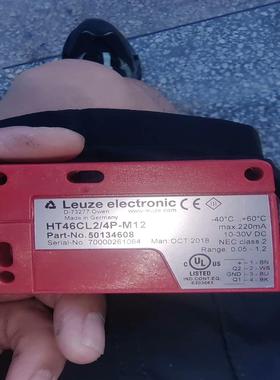 Leuze electronic
D-73277 Owen www.leuze.com
Made in Germany
HT46CL2/4P-M12
Part-No. 50134608
Serial-No. 70000261064 Man: OCT 2018
-40°C ...+60°C
max.220mA
10-30V DC
NEC class 2
Range: 0.05 - 1.2
UL
LISTED
IND.CONT.EQ.
+ - 1 - BN
Q2 - 2 - WS
GND - 3 - BU
Q1 - 4 - BK